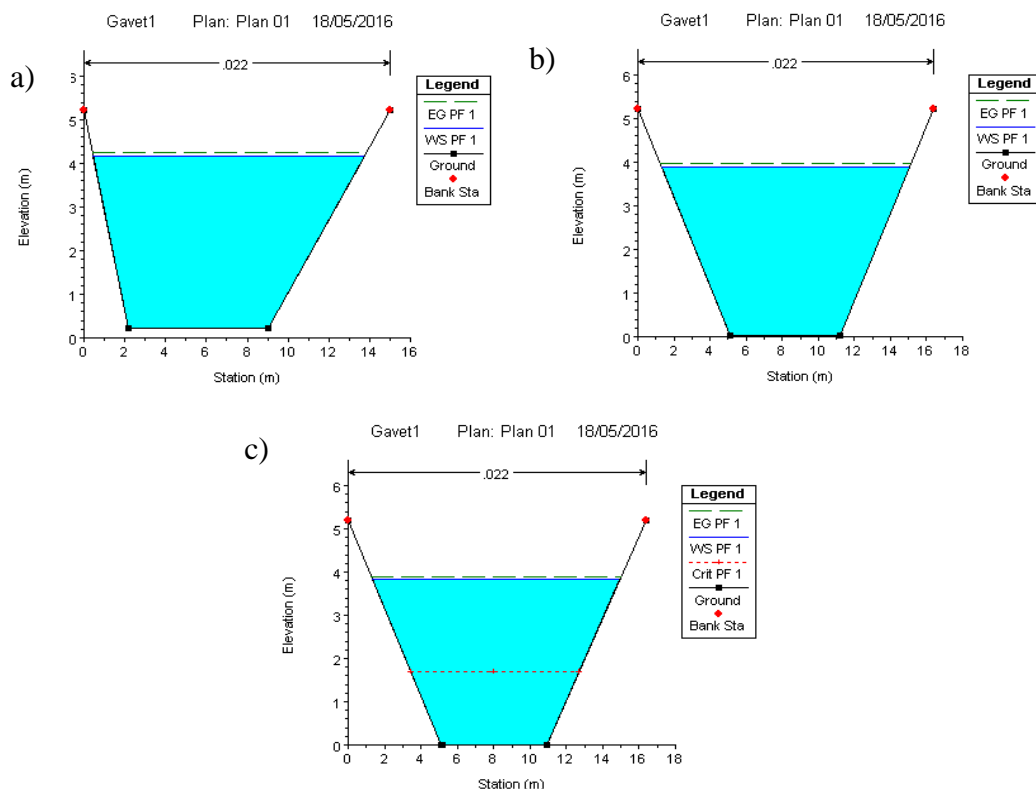 a)
Gavet1 Plan: Plan 01 18/05/2016
.022
Legend
EG PF 1
WS PF 1
Ground
Bank Sta
Elevation (m)
6
5
4
3
2
1
0
0 2 4 6 8 10 12 14 16
Station (m)
b)
Gavet1 Plan: Plan 01 18/05/2016
.022
Legend
EG PF 1
WS PF 1
Ground
Bank Sta
Elevation (m)
6
5
4
3
2
1
0
0 2 4 6 8 10 12 14 16 18
Station (m)
c)
Gavet1 Plan: Plan 01 18/05/2016
.022
Legend
EG PF 1
WS PF 1
Crit PF 1
Ground
Bank Sta
Elevation (m)
6
5
4
3
2
1
0
0 2 4 6 8 10 12 14 16 18
Station (m)